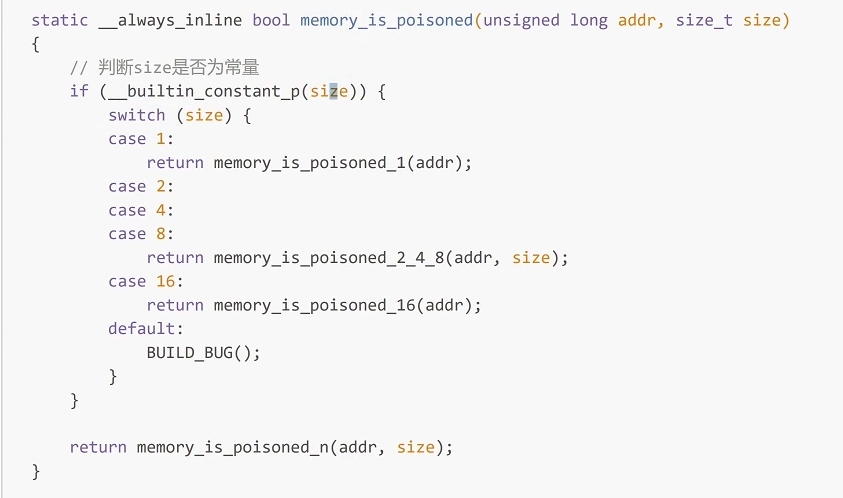 static __always_inline bool memory_is_poisoned(unsigned long addr, size_t size)
{
    // 判断size是否为常量
    if (__builtin_constant_p(size)) {
        switch (size) {
        case 1:
            return memory_is_poisoned_1(addr);
        case 2:
        case 4:
        case 8:
            return memory_is_poisoned_2_4_8(addr, size);
        case 16:
            return memory_is_poisoned_16(addr);
        default:
            BUILD_BUG();
        }
    }

    return memory_is_poisoned_n(addr, size);
}